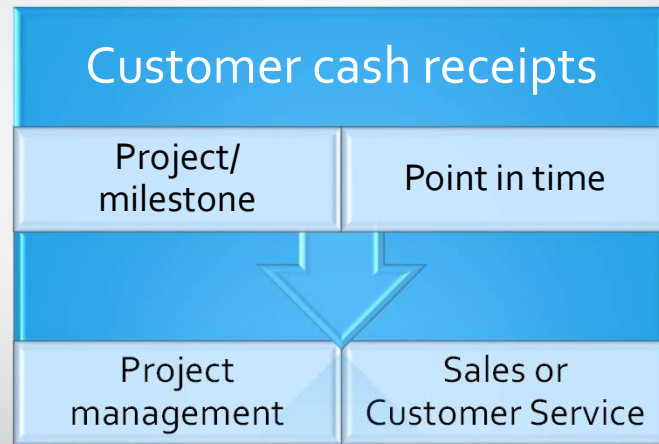 Customer cash receipts
Project/
milestone
Point in time
Project
management
Sales or
Customer Service